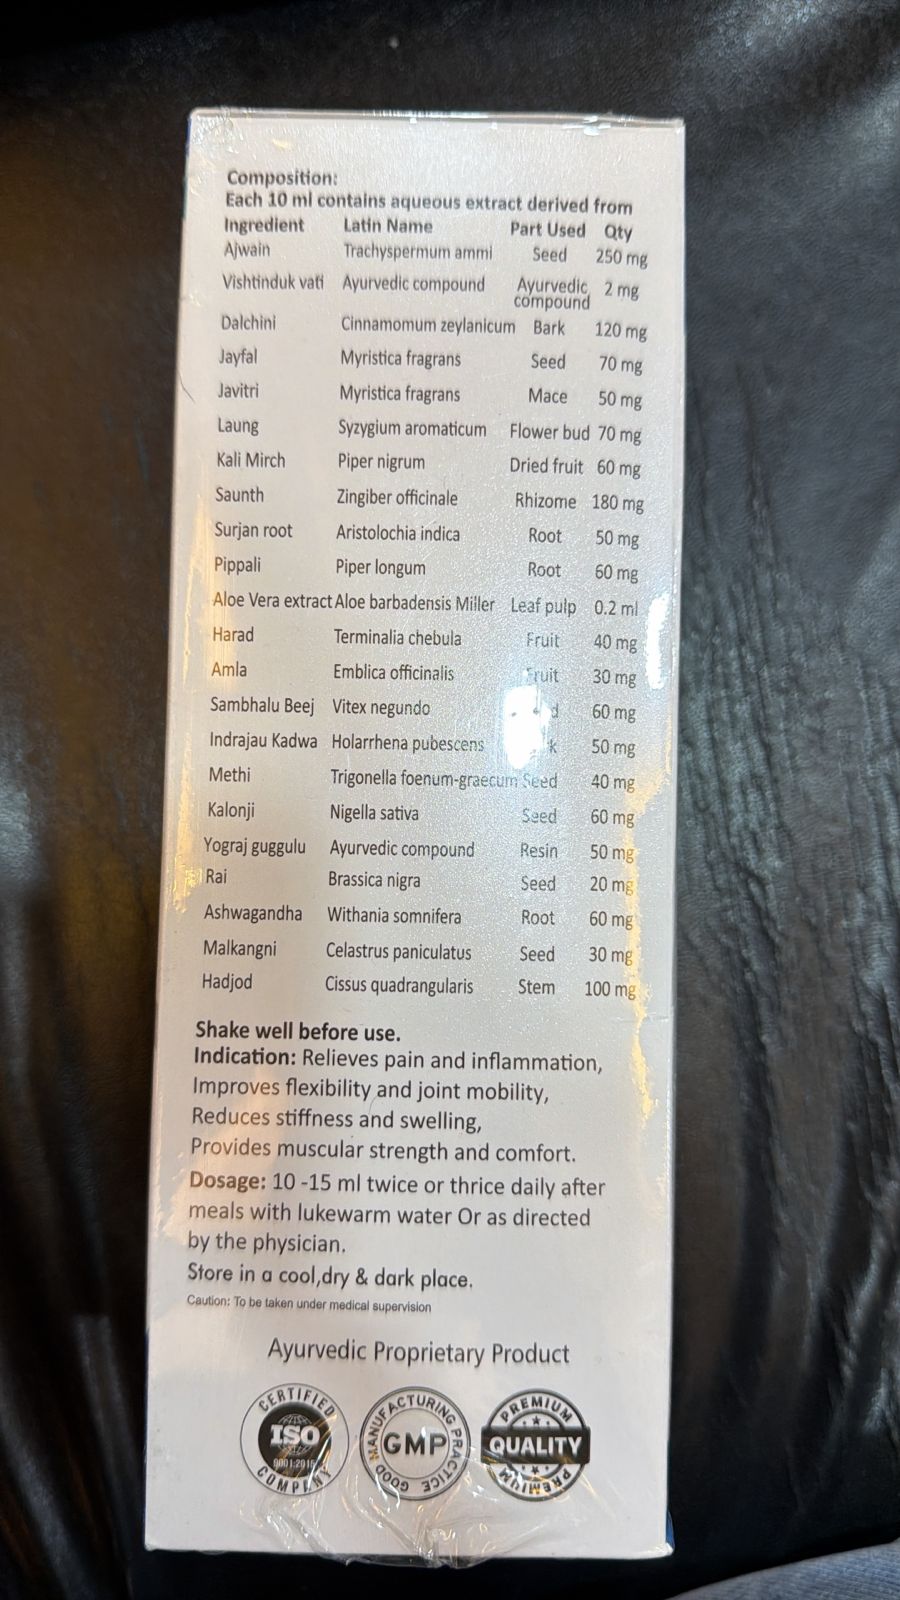 Composition:
Each 10 ml contains aqueous extract derived from
Ingredient Latin Name Part Used Qty
Ajwain Trachyspermum ammi Seed 250 mg
Vishtinduk vati Ayurvedic compound Ayurvedic compound 2 mg
Dalchini Cinnamomum zeylanicum Bark 120 mg
Jayfal Myristica fragrans Seed 70 mg
Javitri Myristica fragrans Mace 50 mg
Laung Syzygium aromaticum Flower bud 70 mg
Kali Mirch Piper nigrum Dried fruit 60 mg
Saunth Zingiber officinale Rhizome 180 mg
Surjan root Aristolochia indica Root 50 mg
Pippali Piper longum Root 60 mg
Aloe Vera extract Aloe barbadensis Miller Leaf pulp 0.2 ml
Harad Terminalia chebula Fruit 40 mg
Amla Emblica officinalis Fruit 30 mg
Sambhalu Beej Vitex negundo 60 mg
Indrajau Kadwa Holarrhena pubescens 50 mg
Methi Trigonella foenum-graecum Seed 40 mg
Kalonji Nigella sativa Seed 60 mg
Yograj guggulu Ayurvedic compound Resin 50 mg
Rai Brassica nigra Seed 20 mg
Ashwagandha Withania somnifera Root 60 mg
Malkangni Celastrus paniculatus Seed 30 mg
Hadjod Cissus quadrangularis Stem 100 mg
Shake well before use.
Indication: Relieves pain and inflammation,
Improves flexibility and joint mobility,
Reduces stiffness and swelling,
Provides muscular strength and comfort.
Dosage: 10 -15 ml twice or thrice daily after
meals with lukewarm water Or as directed
by the physician.
Store in a cool,dry & dark place.
Caution: To be taken under medical supervision
Ayurvedic Proprietary Product
CERTIFIED
ISO
9001:2015
COMPANY
GOOD MANUFACTURING PRACTICE
GMP
PREMIUM
QUALITY
PREMIUM